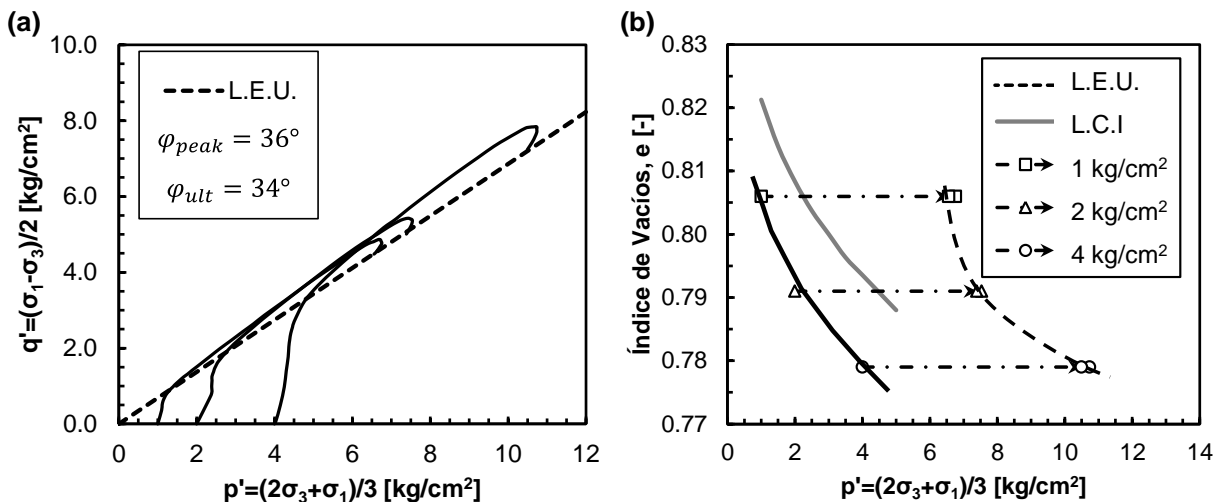 (a)
10.0
8.0
6.0
4.0
2.0
0.0
q'=(σ₁-σ₃)/2 [kg/cm²]
L.E.U.
φpeak = 36°
φult = 34°
0 2 4 6 8 10 12
p'=(2σ₃+σ₁)/3 [kg/cm²]
(b)
0.83
0.82
0.81
0.80
0.79
0.78
0.77
Índice de Vacíos, e [-]
L.E.U.
L.C.I
1 kg/cm²
2 kg/cm²
4 kg/cm²
0 2 4 6 8 10 12 14
p'=(2σ₃+σ₁)/3 [kg/cm²]